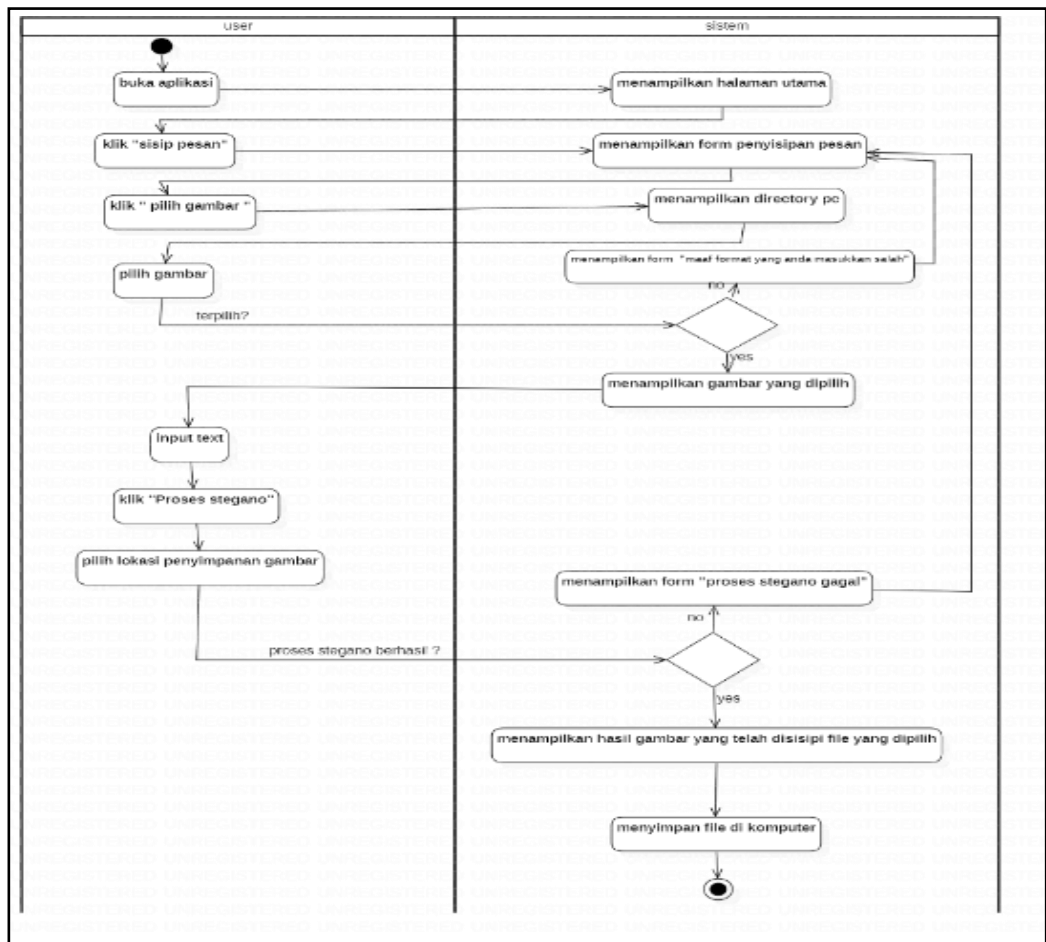 user
sistem
buka aplikasi
menampilkan halaman utama
klik "sisip pesan"
menampilkan form penyisipan pesan
klik " pilih gambar "
menampilkan directory pc
pilih gambar
menampilkan form "maaf format yang anda masukkan salah"
no
terpilih?
yes
menampilkan gambar yang dipilih
input text
klik "Proses stegano"
pilih lokasi penyimpanan gambar
menampilkan form "proses stegano gagal"
no
proses stegano berhasil ?
yes
menampilkan hasil gambar yang telah disisipi file yang dipilih
menyimpan file di komputer
UNREGISTERED